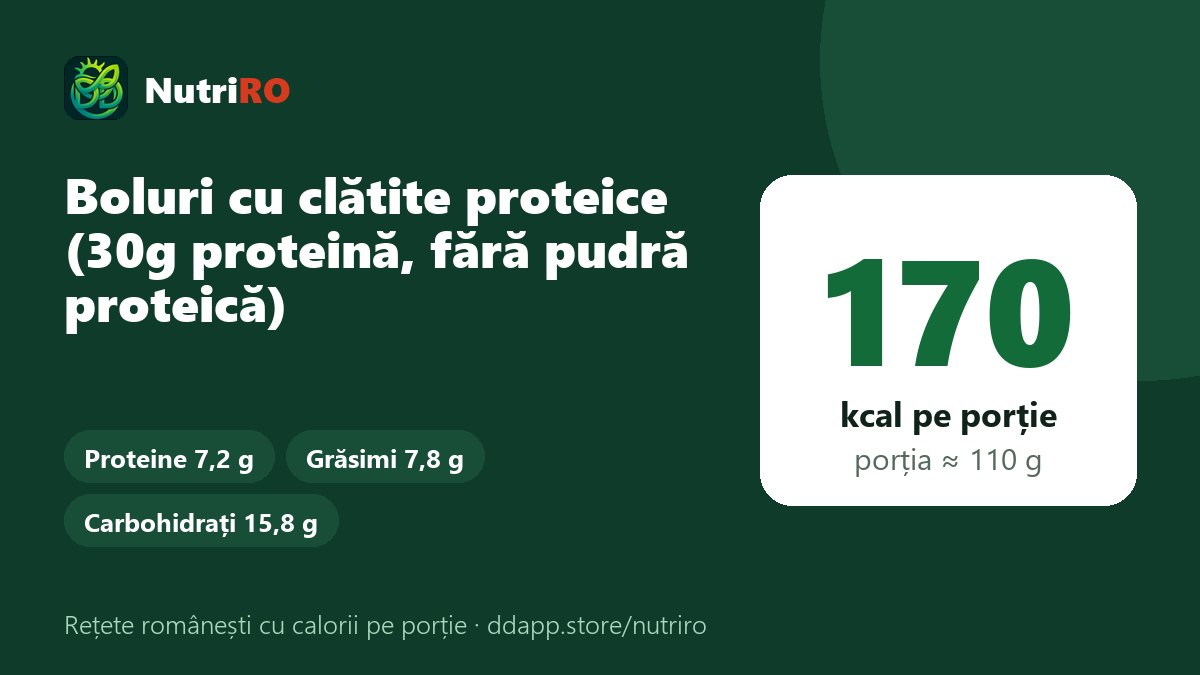 NutriRO
Boluri cu clătite proteice
(30g proteină, fără pudră
proteică)
170
kcal pe porție
porția ≈ 110 g
Proteine 7,2 g
Grăsimi 7,8 g
Carbohidrați 15,8 g
Rețete românești cu calorii pe porție · ddapp.store/nutriro